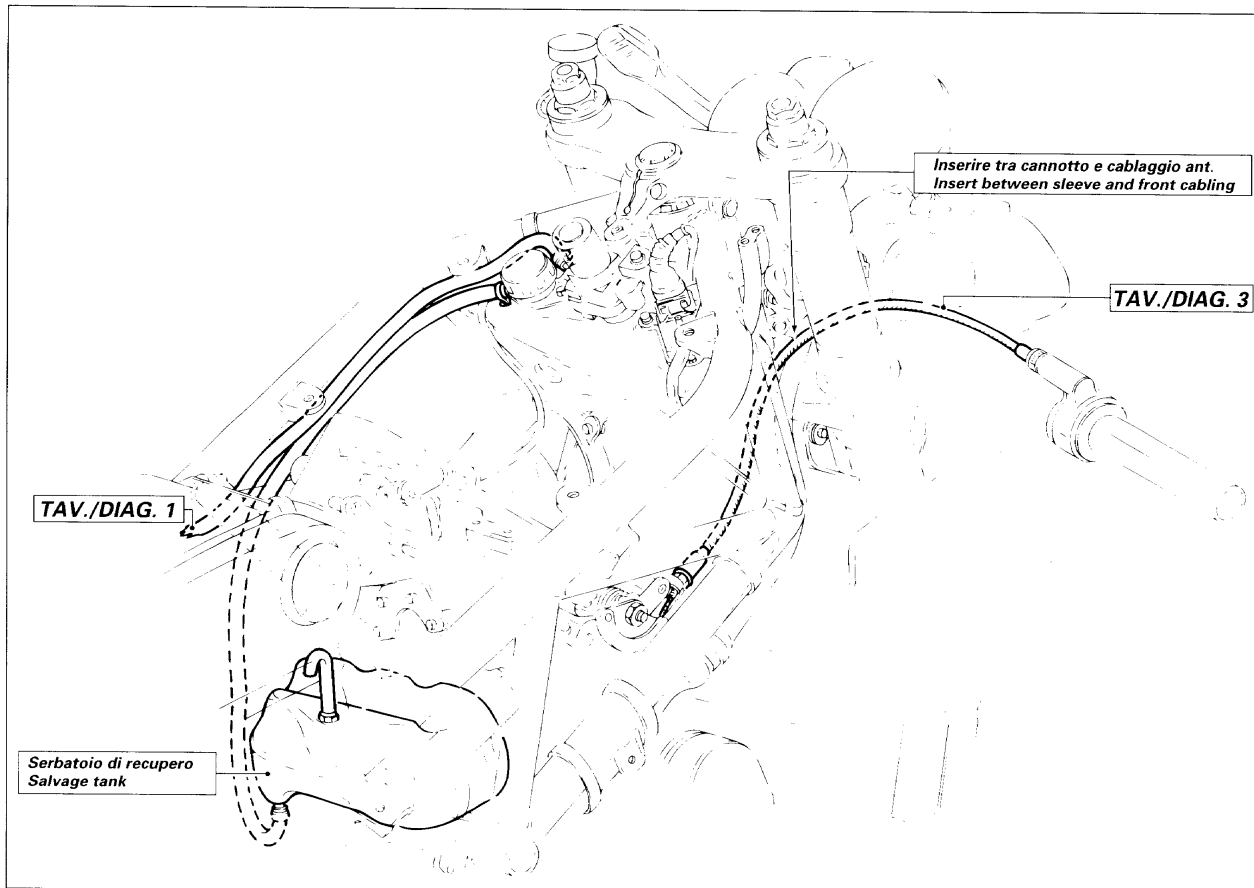 Inserire tra cannotto e cablaggio ant.
Insert between sleeve and front cabling
TAV./DIAG. 3
TAV./DIAG. 1
Serbatoio di recupero
Salvage tank